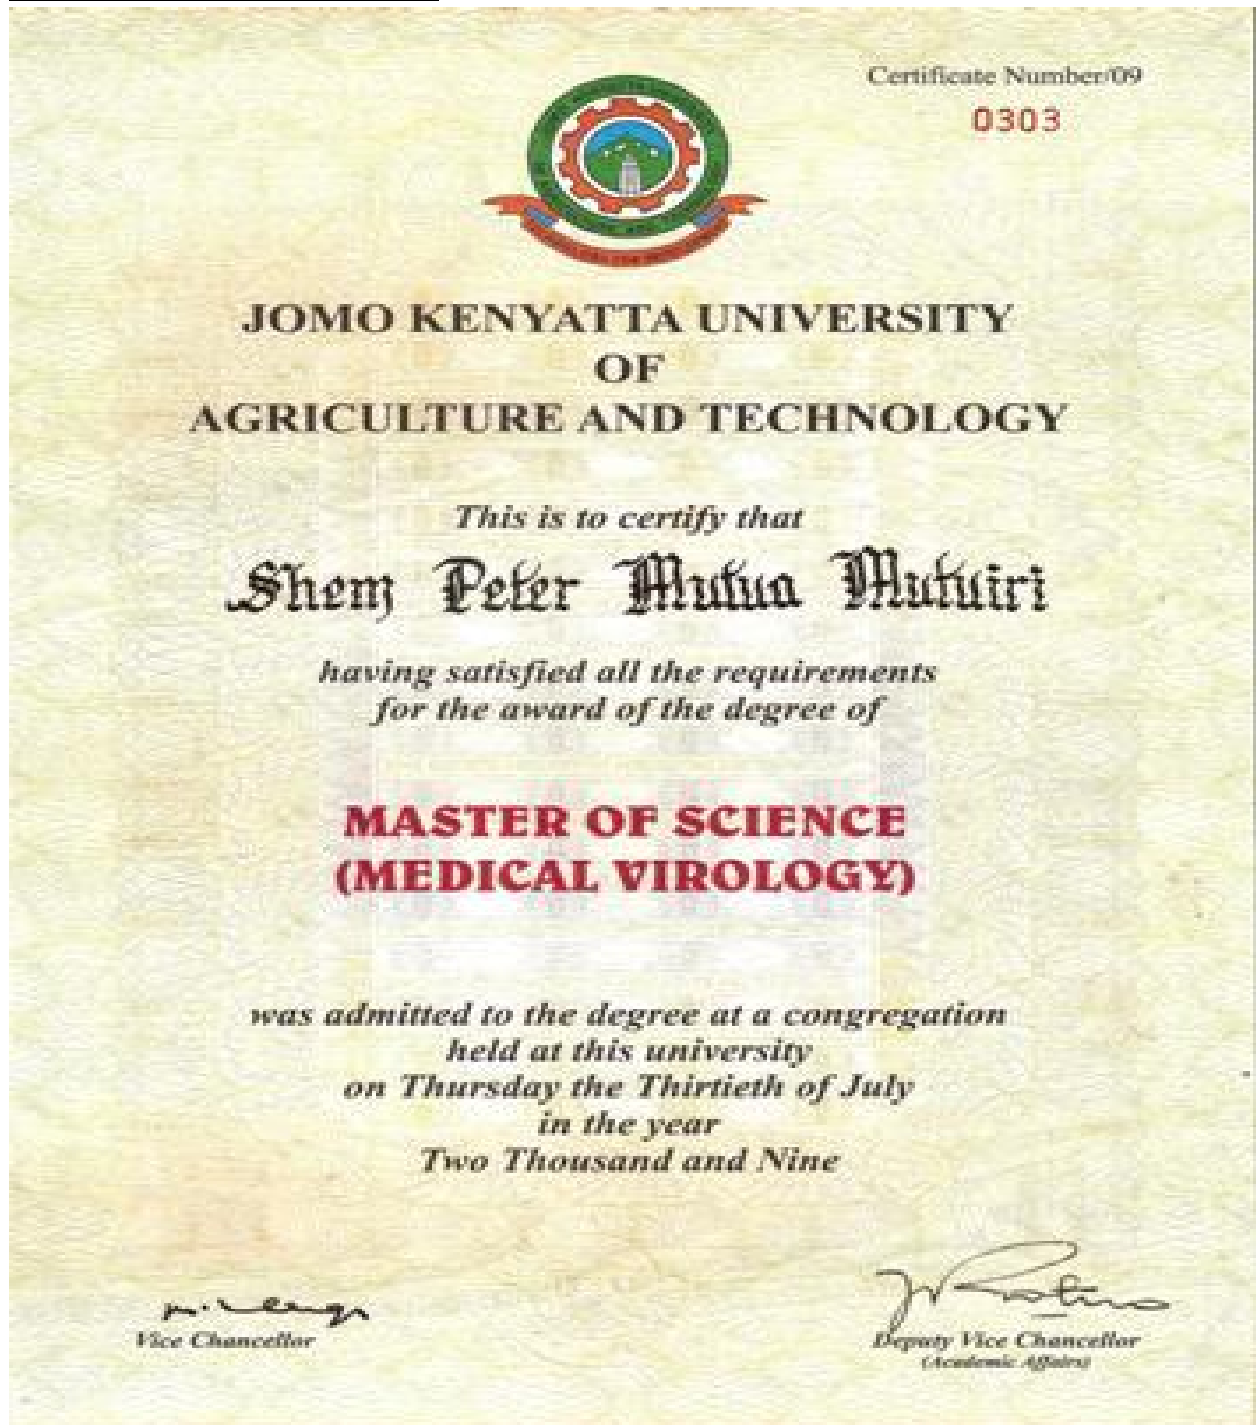 Certificate Number/09
0303
JOMO KENYATTA UNIVERSITY
OF
AGRICULTURE AND TECHNOLOGY
This is to certify that
Shem Peter Mutua Mutuiri
having satisfied all the requirements
for the award of the degree of
MASTER OF SCIENCE
(MEDICAL VIROLOGY)
was admitted to the degree at a congregation
held at this university
on Thursday the Thirtieth of July
in the year
Two Thousand and Nine
Vice Chancellor
Deputy Vice Chancellor
(Academic Affairs)